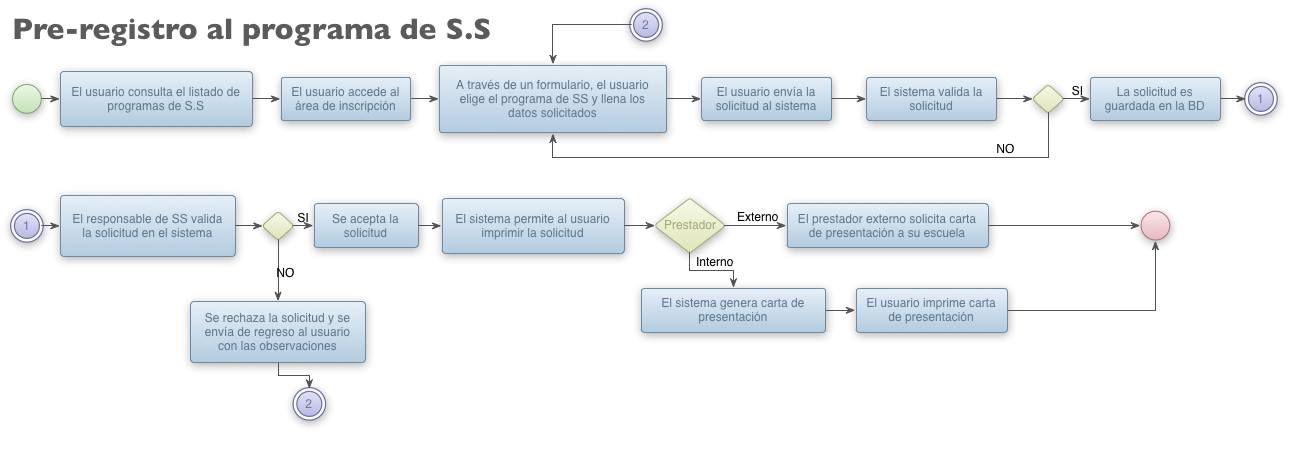 Pre-registro al programa de S.S
2
El usuario consulta el listado de
programas de S.S
El usuario accede al
área de inscripción
A través de un formulario, el usuario
elige el programa de SS y llena los
datos solicitados
El usuario envía la
solicitud al sistema
El sistema valida la
solicitud
SI
La solicitud es
guardada en la BD
1
NO
1
El responsable de SS valida
la solicitud en el sistema
SI
Se acepta la
solicitud
El sistema permite al usuario
imprimir la solicitud
Prestador
Externo
El prestador externo solicita carta
de presentación a su escuela
Interno
NO
El sistema genera carta de
presentación
El usuario imprime carta
de presentación
Se rechaza la solicitud y se
envía de regreso al usuario
con las observaciones
2